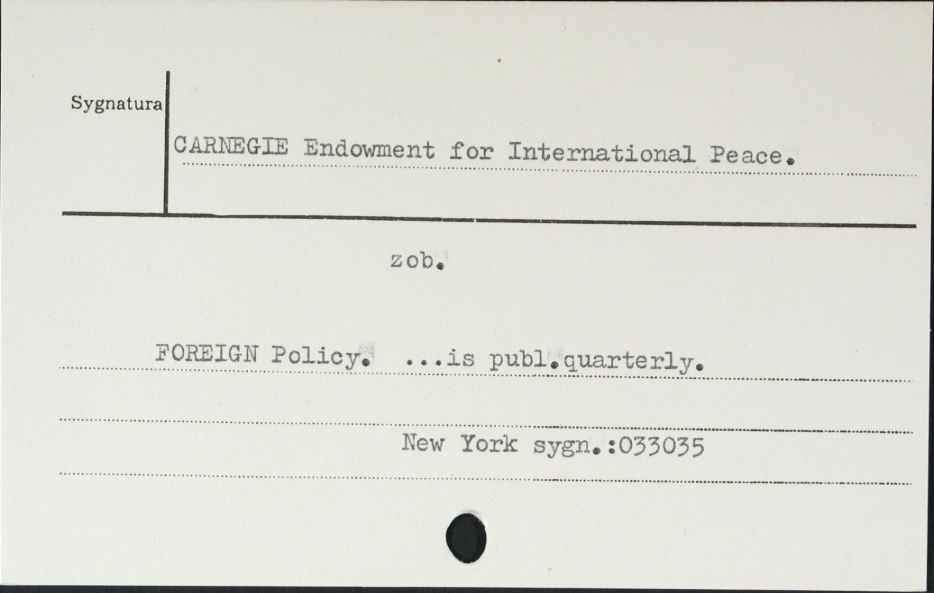 Sygnatura
CARNEGIE Endowment for International Peace.
zob.
FOREIGN Policy. ...is publ.quarterly.
New York sygn.:033035